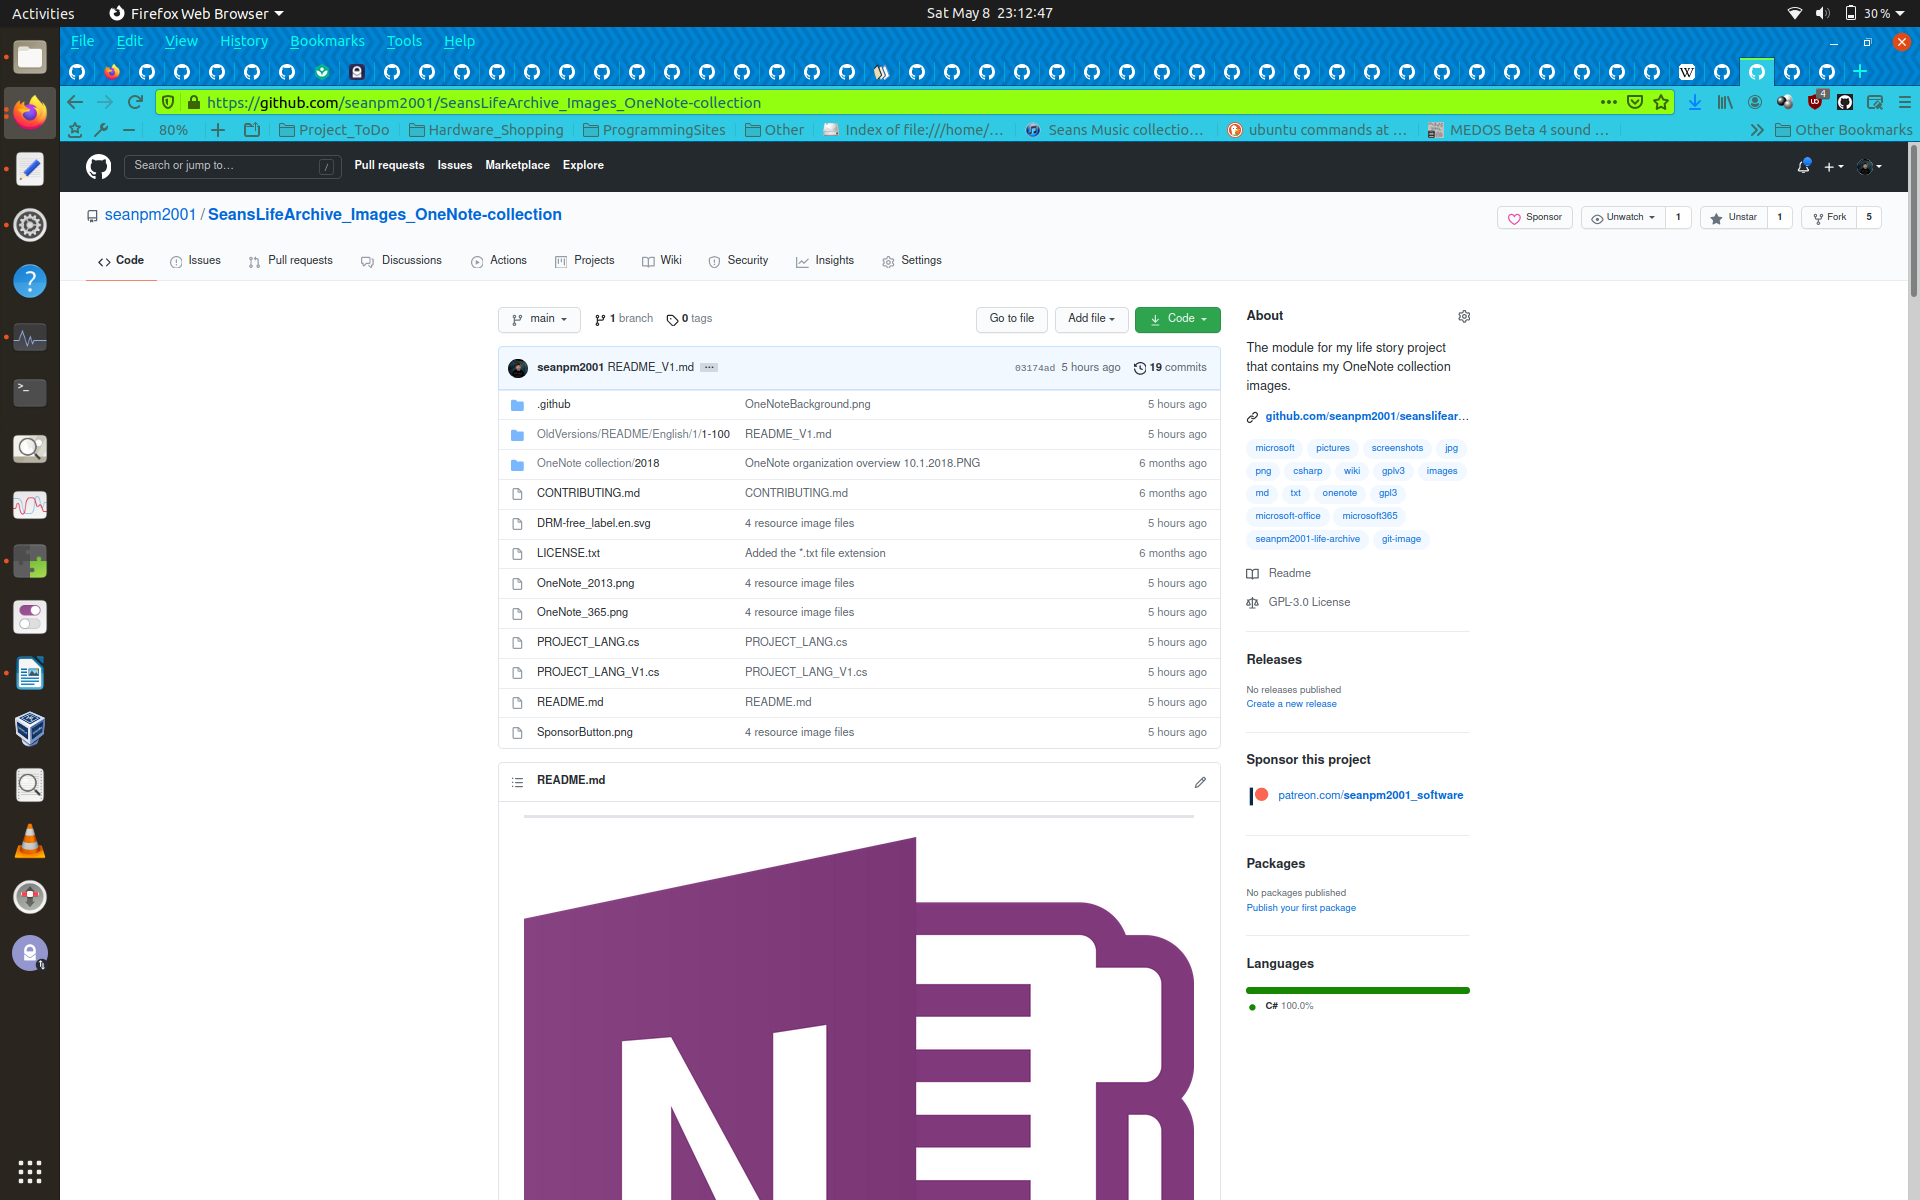 Activities
Firefox Web Browser
Sat May 8 23:12:47
30 %
File Edit View History Bookmarks Tools Help
W
https://github.com/seanpm2001/SeansLifeArchive_Images_OneNote-collection
4
80%
Project_ToDo
Hardware_Shopping
ProgrammingSites
Other
Index of file:///home/...
Seans Music collectio...
ubuntu commands at ...
MEDOS Beta 4 sound ...
Other Bookmarks
Search or jump to...
/
Pull requests Issues Marketplace Explore
seanpm2001 / SeansLifeArchive_Images_OneNote-collection
Sponsor
Unwatch 1
Unstar 1
Fork 5
Code Issues Pull requests Discussions Actions Projects Wiki Security Insights Settings
main
1 branch
0 tags
Go to file
Add file
Code
seanpm2001 README_V1.md ...
03174ad 5 hours ago
19 commits
.github OneNoteBackground.png 5 hours ago
OldVersions/README/English/1/1-100 README_V1.md 5 hours ago
OneNote collection/2018 OneNote organization overview 10.1.2018.PNG 6 months ago
CONTRIBUTING.md CONTRIBUTING.md 6 months ago
DRM-free_label.en.svg 4 resource image files 5 hours ago
LICENSE.txt Added the *.txt file extension 6 months ago
OneNote_2013.png 4 resource image files 5 hours ago
OneNote_365.png 4 resource image files 5 hours ago
PROJECT_LANG.cs PROJECT_LANG.cs 5 hours ago
PROJECT_LANG_V1.cs PROJECT_LANG_V1.cs 5 hours ago
README.md README.md 5 hours ago
SponsorButton.png 4 resource image files 5 hours ago
README.md
N
About
The module for my life story project
that contains my OneNote collection
images.
github.com/seanpm2001/seanslifear...
microsoft pictures screenshots jpg
png csharp wiki gplv3 images
md txt onenote gpl3
microsoft-office microsoft365
seanpm2001-life-archive git-image
Readme
GPL-3.0 License
Releases
No releases published
Create a new release
Sponsor this project
patreon.com/seanpm2001_software
Packages
No packages published
Publish your first package
Languages
C# 100.0%